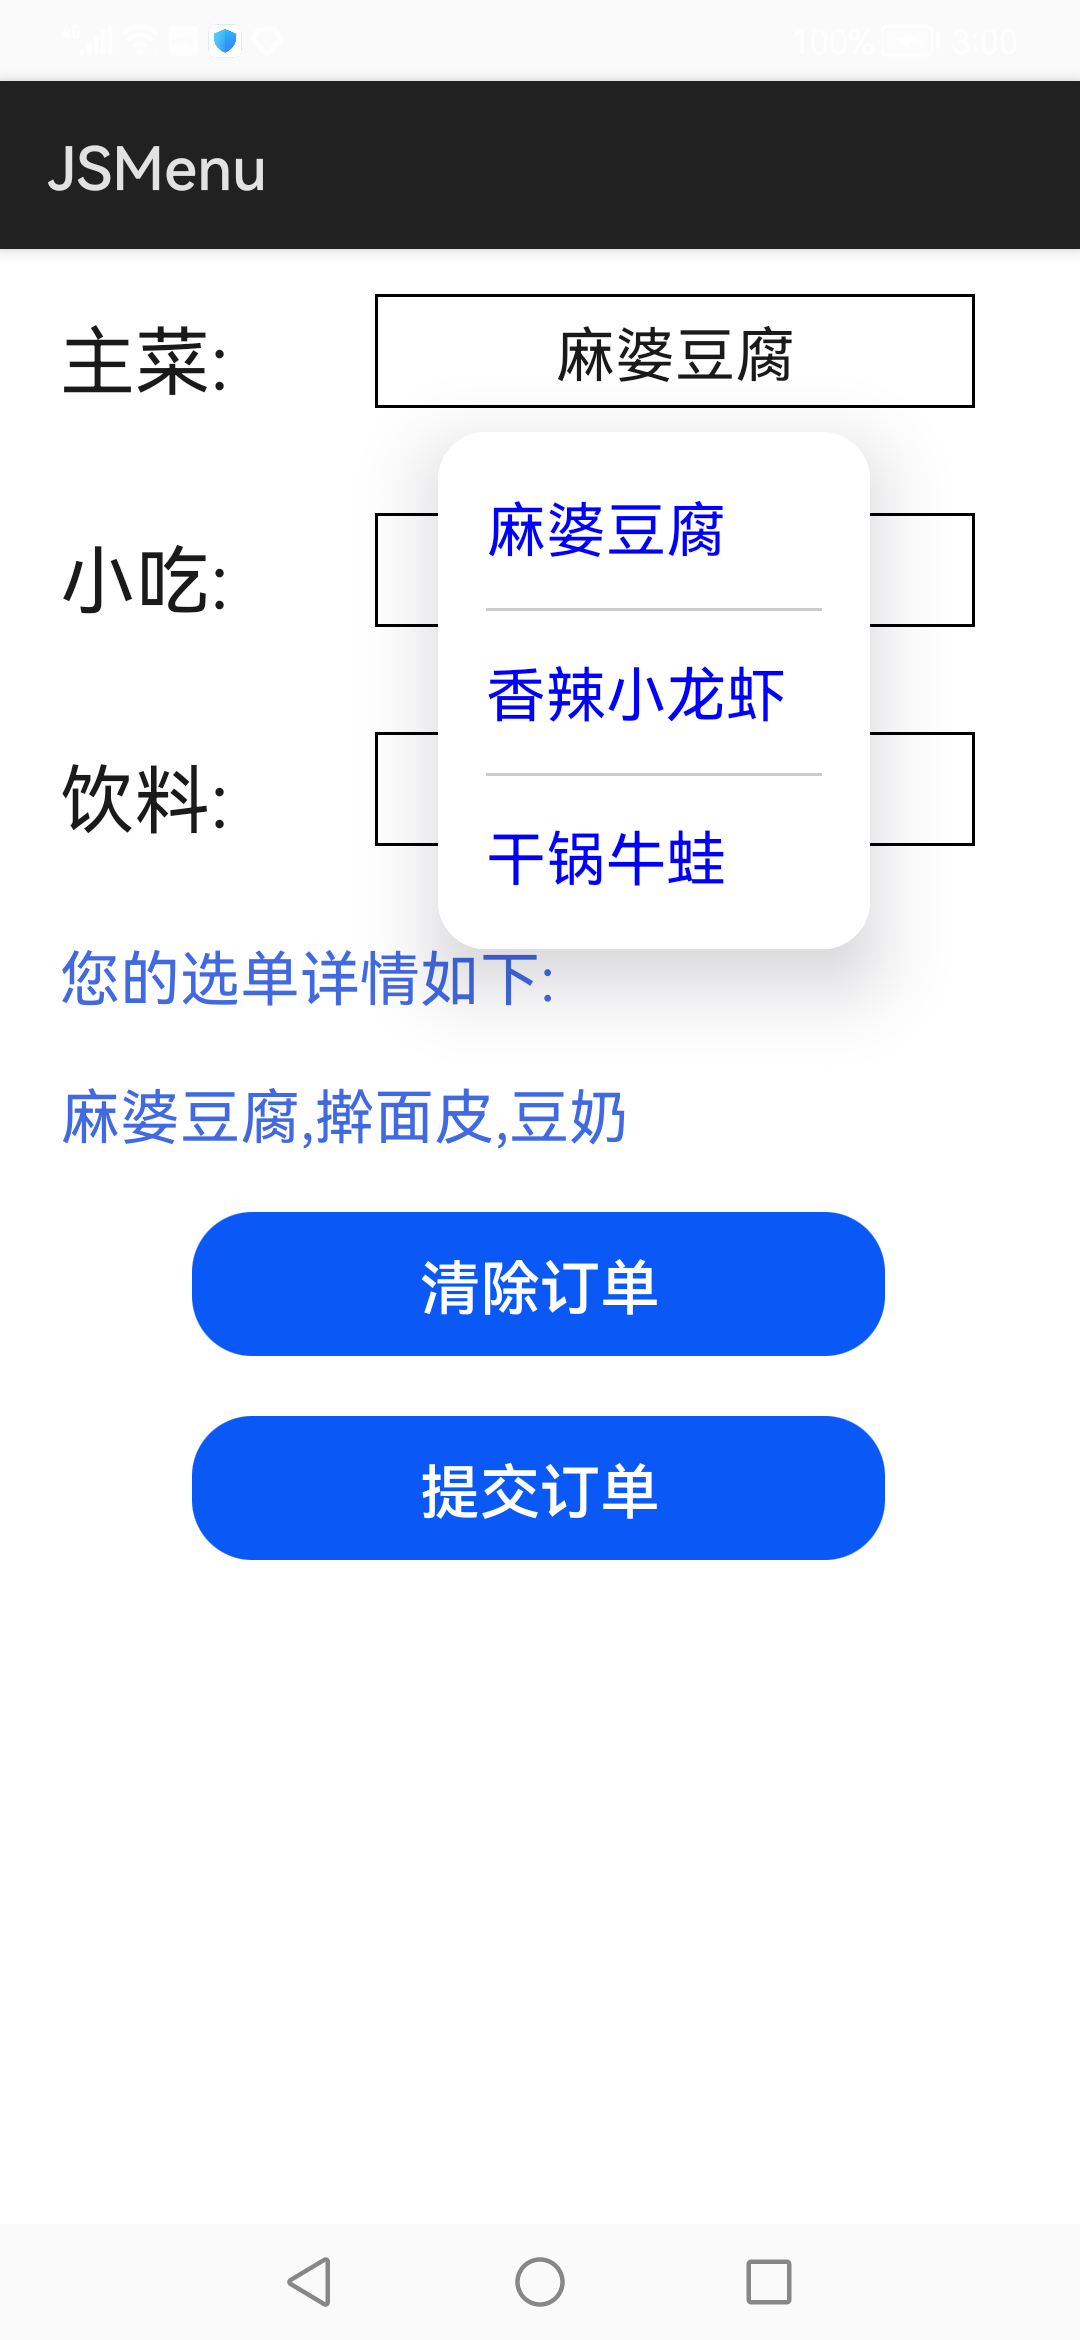 4G 100% 3:00
JSMenu
主菜: 麻婆豆腐
麻婆豆腐
小吃:
香辣小龙虾
饮料:
干锅牛蛙
您的选单详情如下:
麻婆豆腐,擀面皮,豆奶
清除订单
提交订单